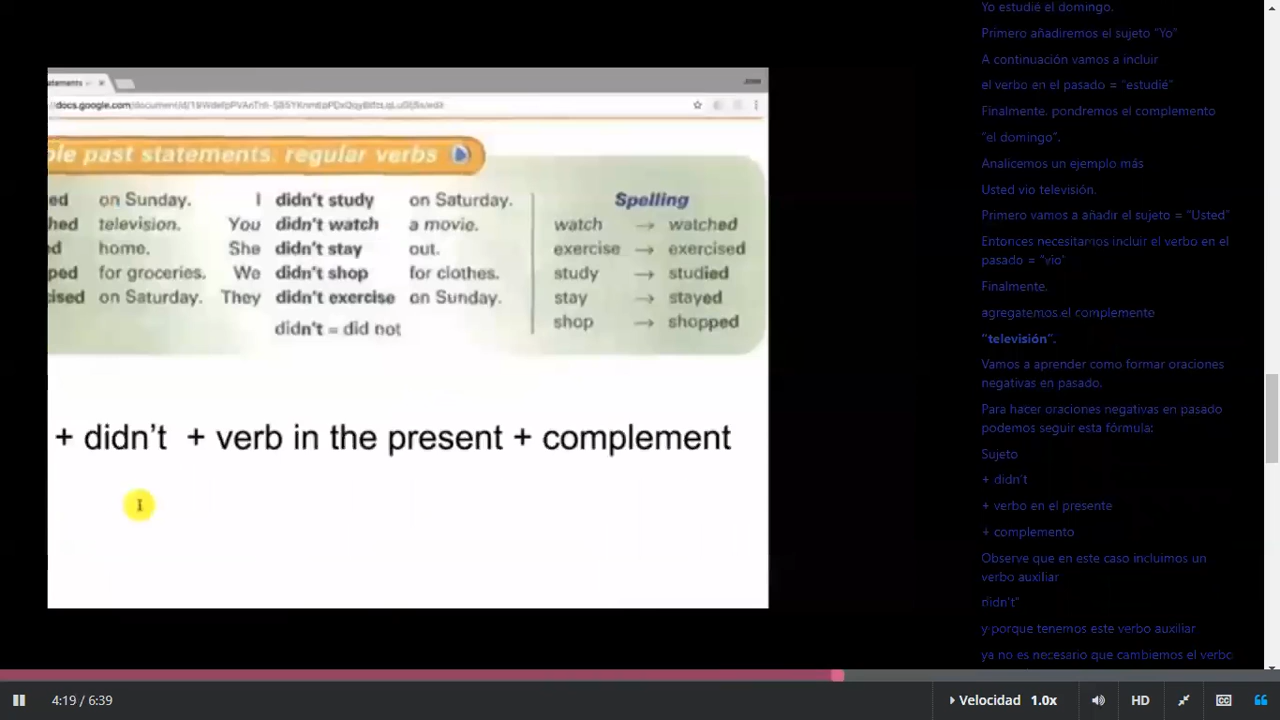 Yo estudié el domingo.
Primero añadiremos el sujeto "Yo"
A continuación vamos a incluir
el verbo en el pasado = "estudié"
Finalmente. pondremos el complemento
"el domingo".
Analicemos un ejemplo más
Usted vio televisión.
Primero vamos a añadir el sujeto = "Usted"
Entonces necesitamos incluir el verbo en el
pasado = "vio'
Finalmente.
agregatemos el complemente
"televisión".
Vamos a aprender como formar oraciones
negativas en pasado.
Para hacer oraciones negativas en pasado
podemos seguir esta fórmula:
Sujeto
+ didn't
+ verbo en el presente
+ complemento
Observe que en este caso incluimos un
verbo auxiliar
didn't"
y porque tenemos este verbo auxiliar
ya no es necesario que cambiemos el verbo
atements
docs.google.com/document/d/
ple past statements: regular verbs
ed on Sunday. I didn't study on Saturday.
hed television. You didn't watch a movie.
d home. She didn't stay out.
ped for groceries. We didn't shop for clothes.
ised on Saturday. They didn't exercise on Sunday.
didn't = did not
Spelling
watch → watched
exercise → exercised
study → studied
stay → stayed
shop → shopped
+ didn't + verb in the present + complement
4:19 / 6:39
Velocidad 1.0x
HD
CC